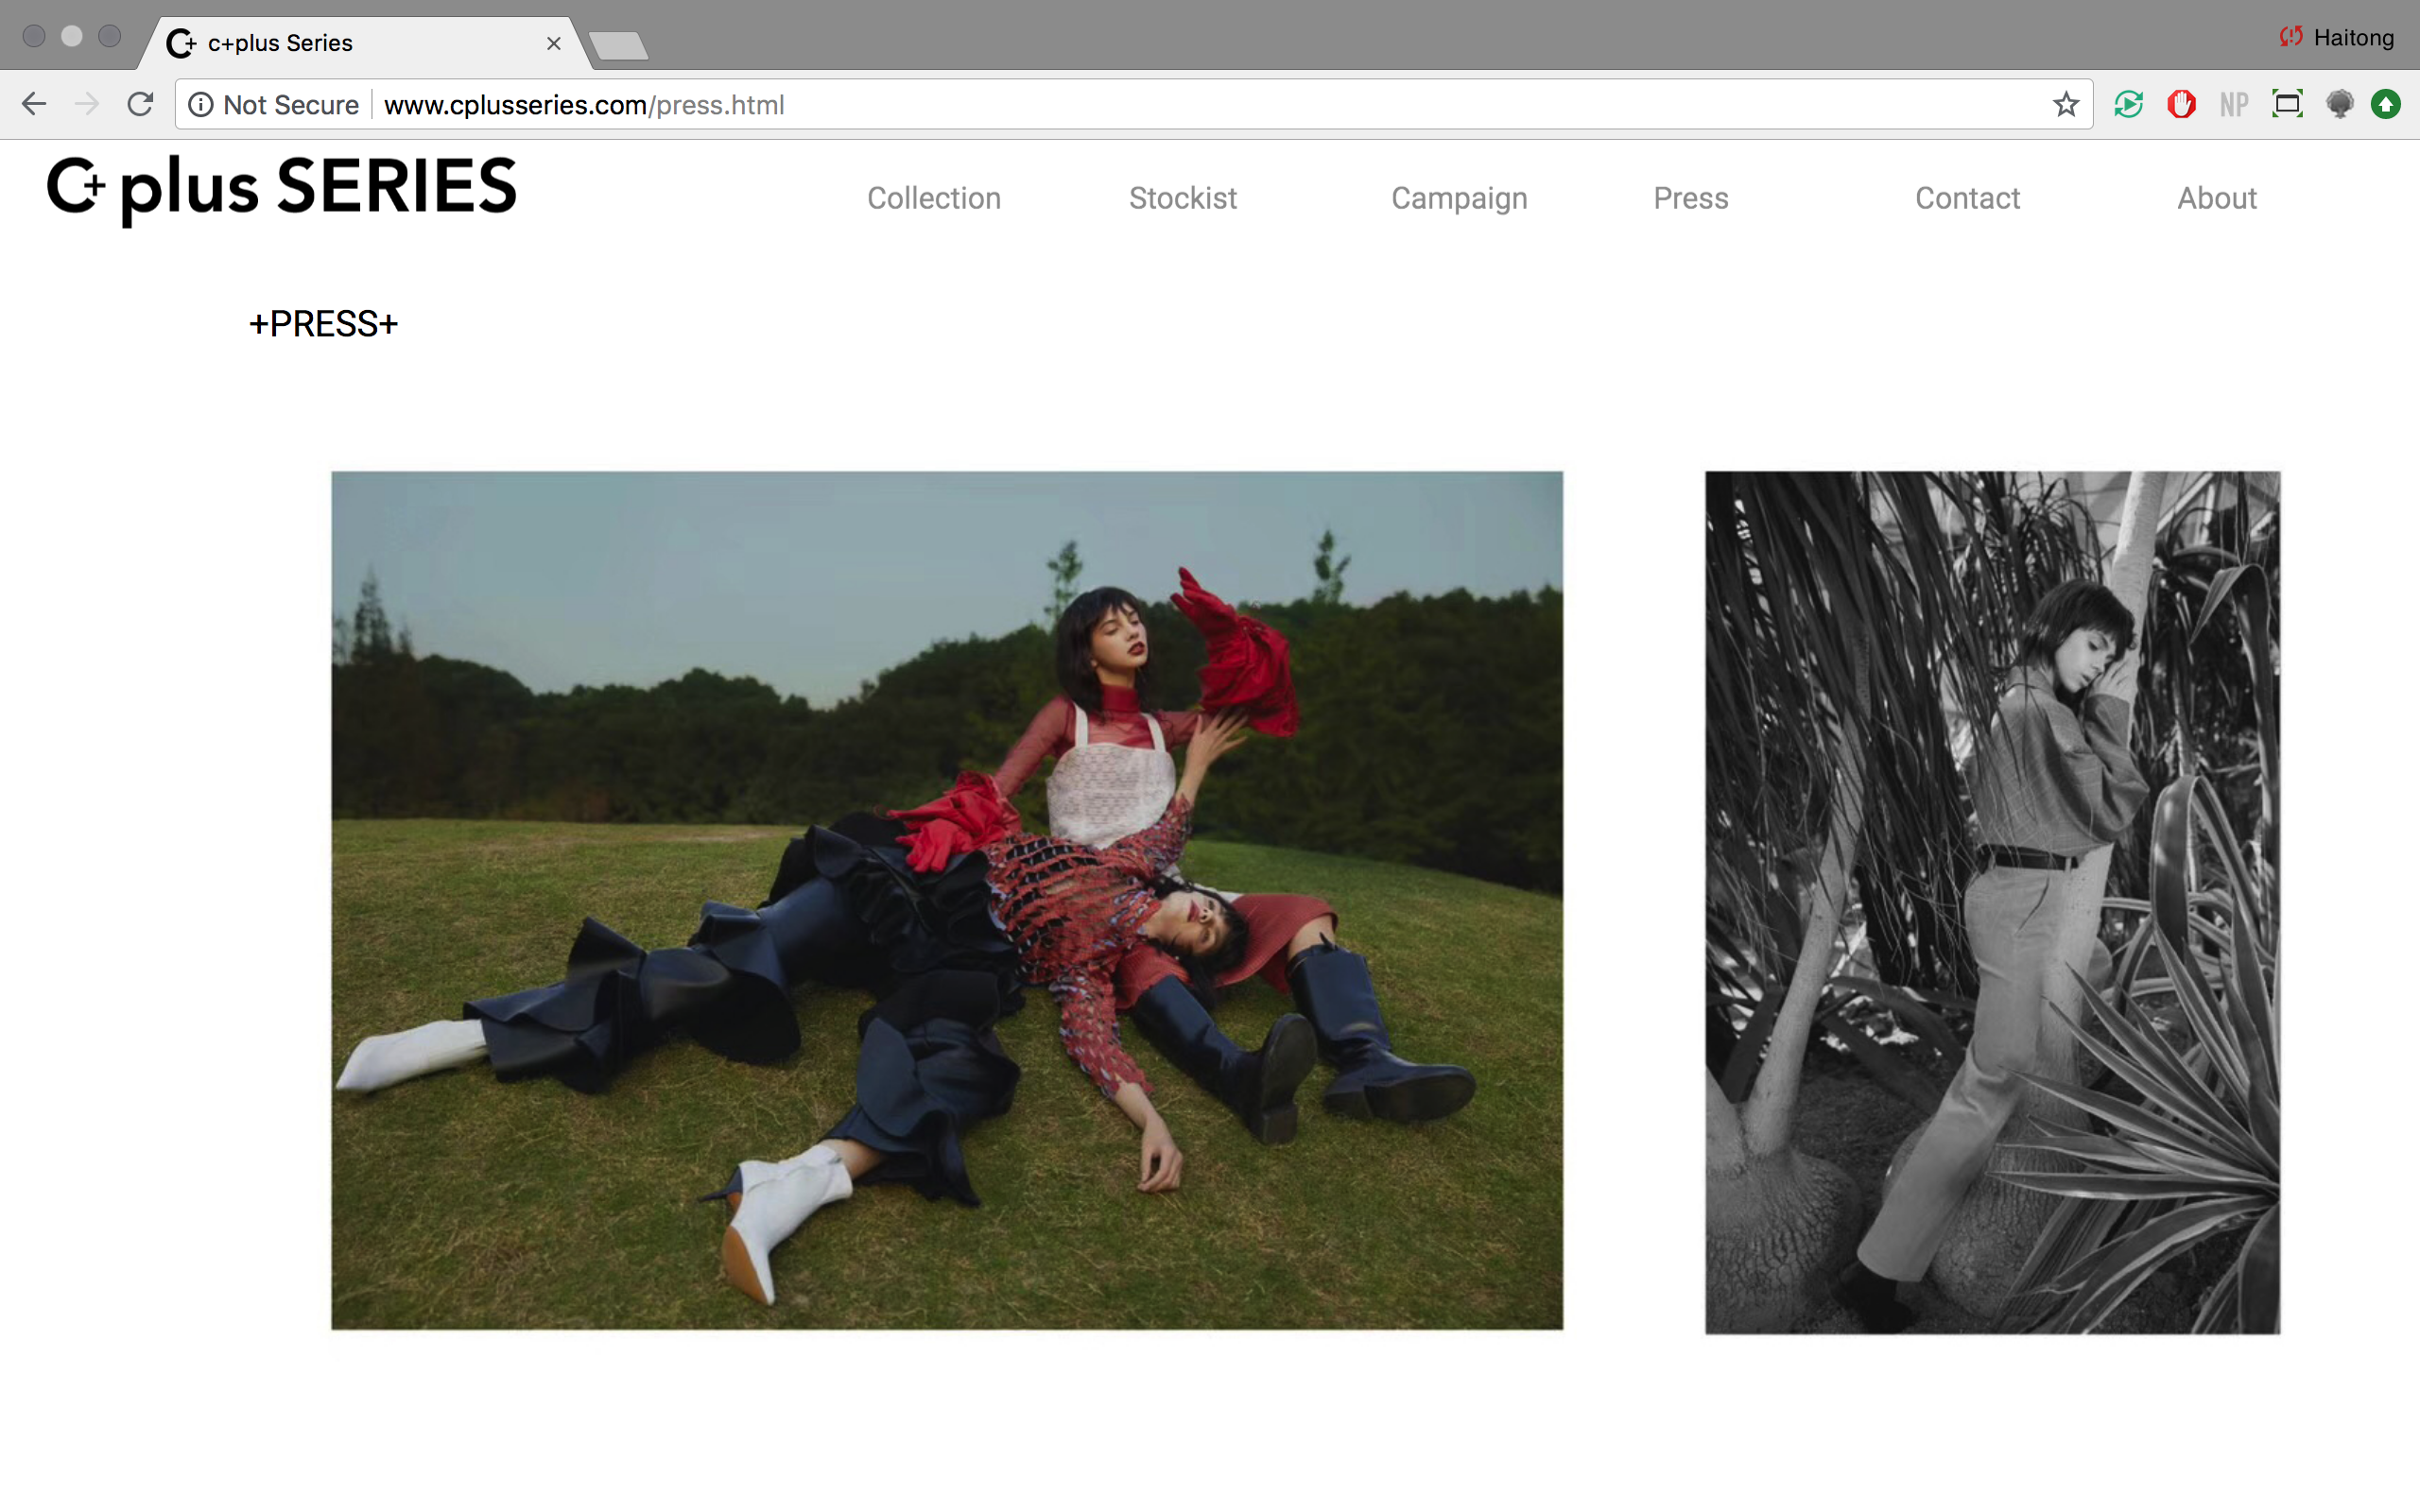 c+plus Series
Haitong
Not Secure www.cplusseries.com/press.html
NP
C+ plus SERIES
Collection Stockist Campaign Press Contact About
+PRESS+